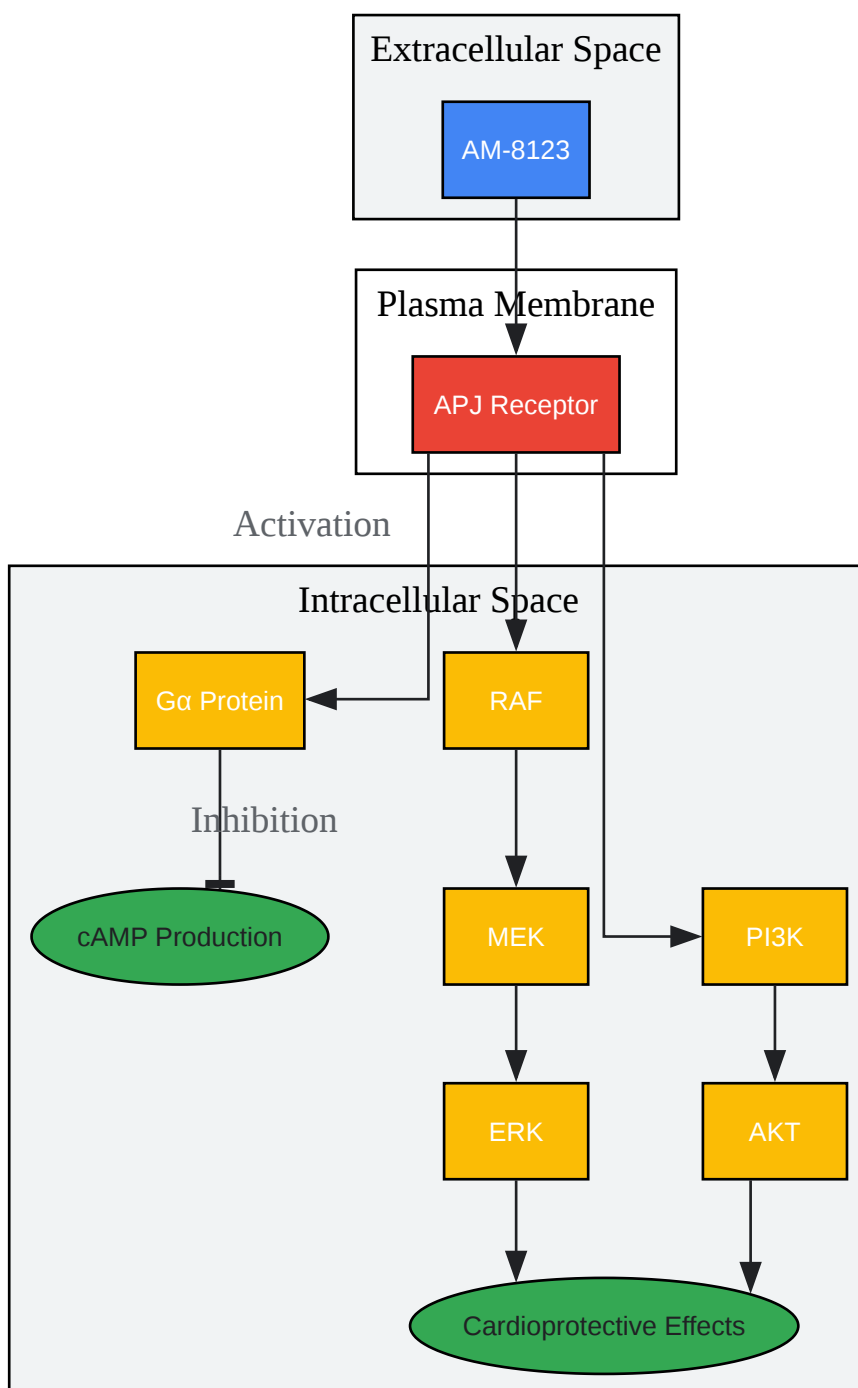 Extracellular Space
AM-8123
Plasma Membrane
APJ Receptor
Activation
Intracellular Space
Gα Protein
RAF
Inhibition
cAMP Production
MEK
PI3K
ERK
AKT
Cardioprotective Effects